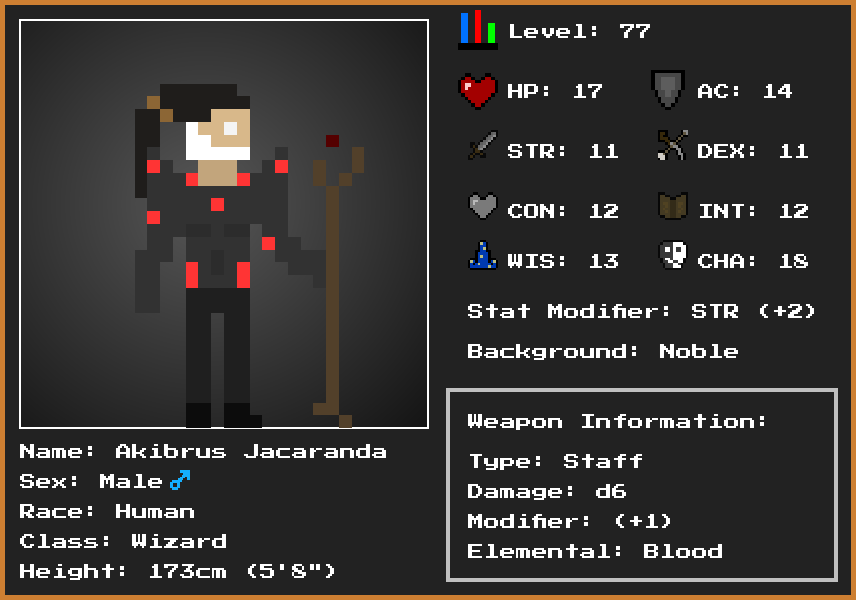 Level: 77
HP: 17 AC: 14
STR: 11 DEX: 11
CON: 12 INT: 12
WIS: 13 CHA: 18
Stat Modifier: STR (+2)
Background: Noble
Weapon Information:
Type: Staff
Damage: d6
Modifier: (+1)
Elemental: Blood
Name: Akibrus Jacaranda
Sex: Male ♂
Race: Human
Class: Wizard
Height: 173cm (5'8")